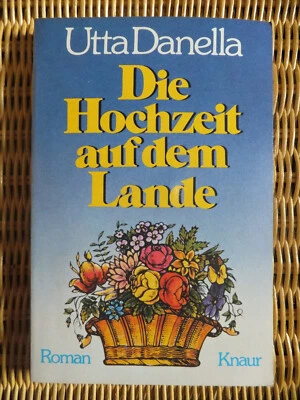 Utta Danella
Die
Hochzeit
auf dem
Lande
Roman Knaur